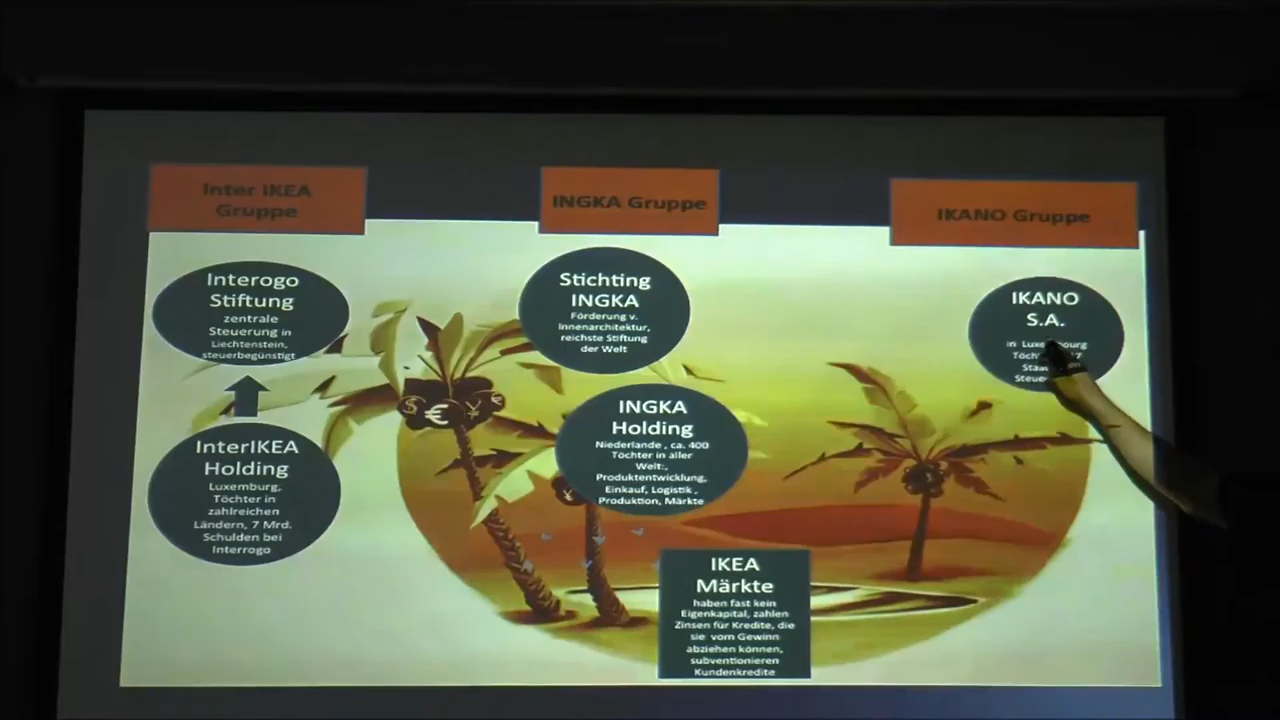 Inter IKEA
Gruppe
Interogo
Stiftung
zentrale
Steuerung in
Liechtenstein,
steuerbegünstigt
InterIKEA
Holding
Luxemburg,
Töchter in
zahlreichen
Ländern, 7 Mrd.
Schulden bei
Interrogo
INGKA Gruppe
Stichting
INGKA
Förderung v.
Innenarchitektur,
reichste Stiftung
der Welt
INGKA
Holding
Niederlande , ca. 400
Töchter in aller
Welt:,
Produktentwicklung,
Einkauf, Logistik ,
Produktion, Märkte
IKEA
Märkte
haben fast kein
Eigenkapital, zahlen
Zinsen für Kredite, die
sie vom Gewinn
abziehen können,
subventionieren
Kundenkredite
IKANO Gruppe
IKANO
S.A.
in
$ € ¥ €
¥